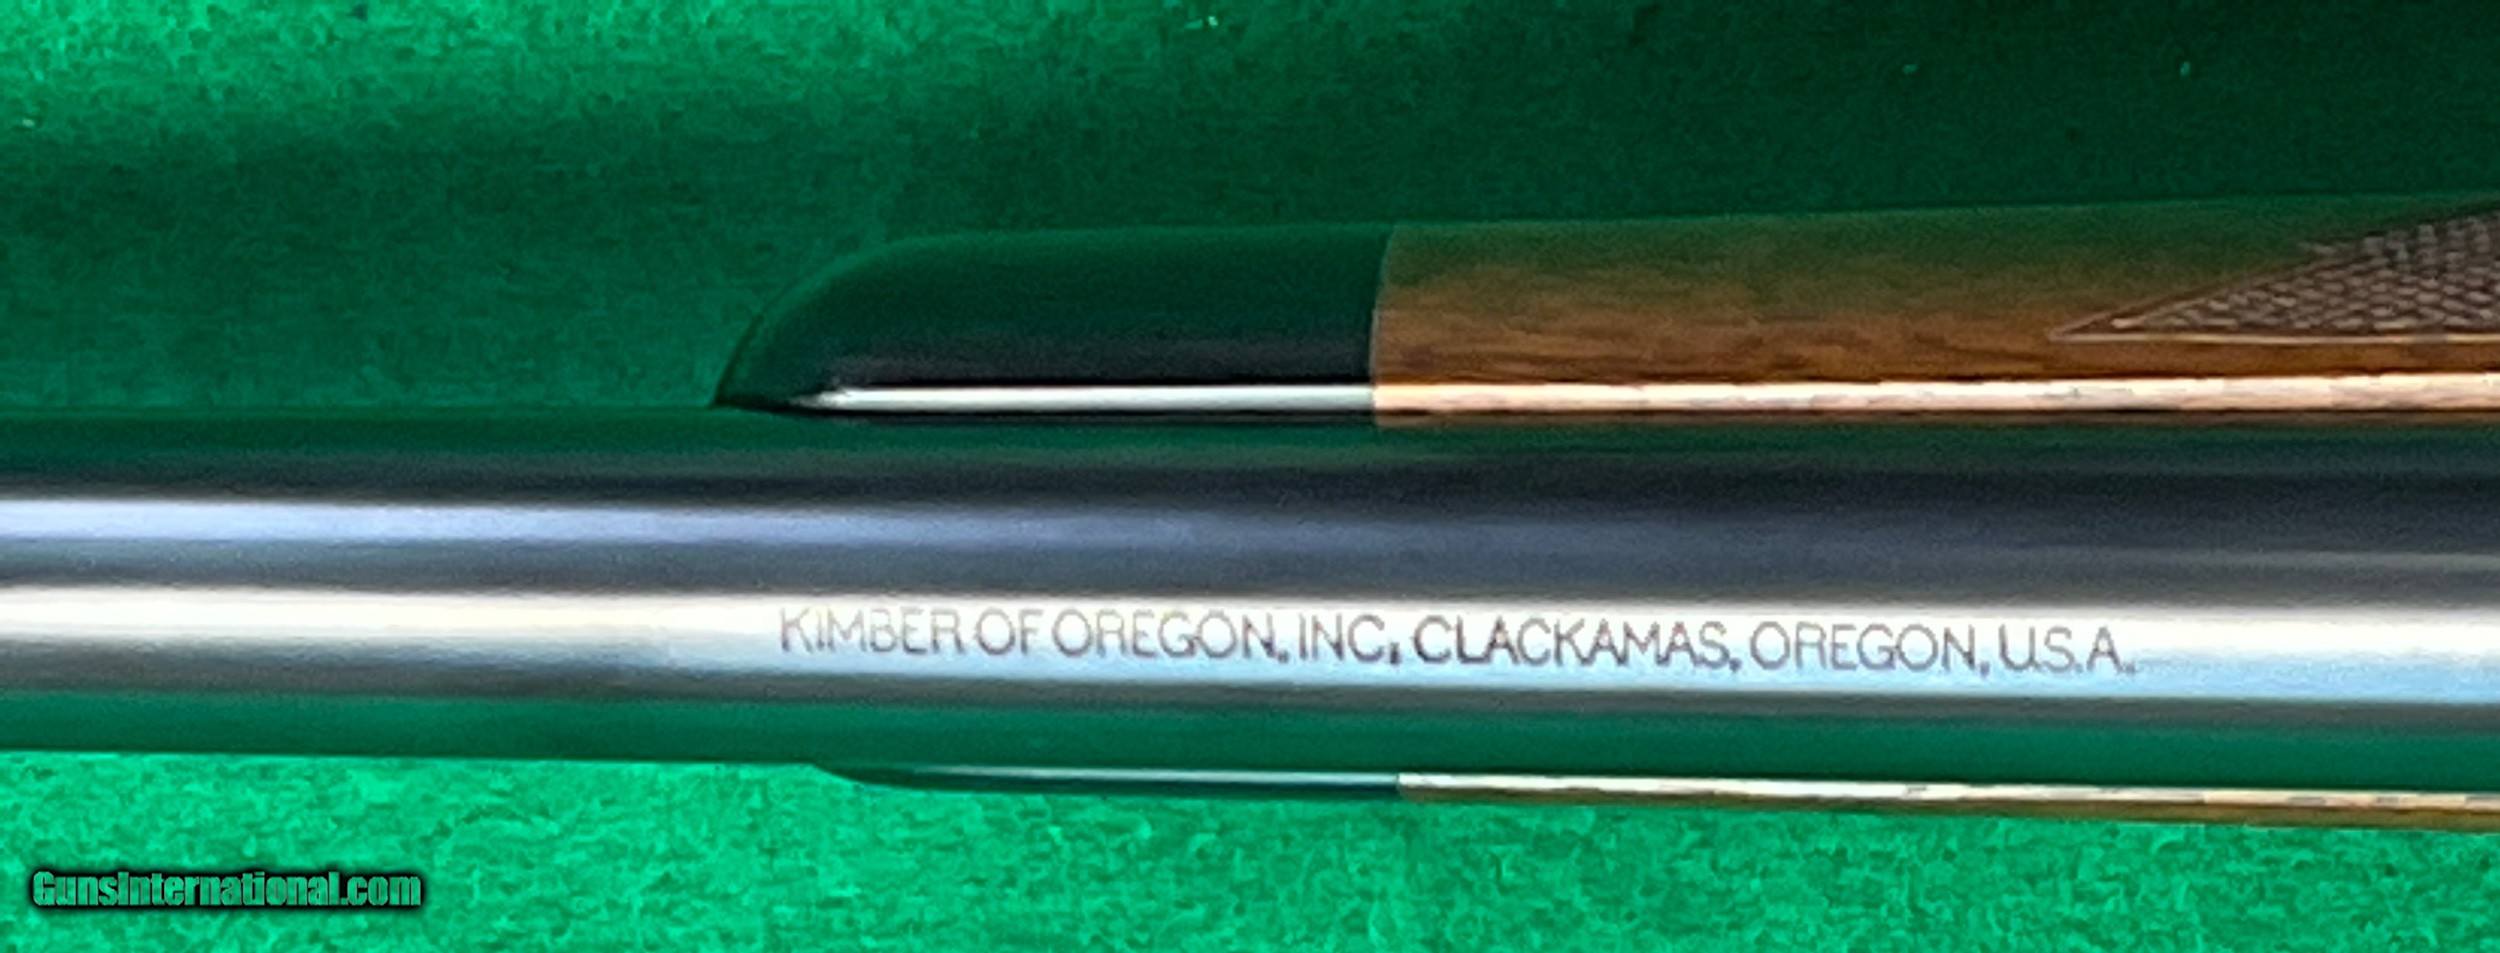 KIMBER OF OREGON, INC. CLACKAMAS, OREGON, U.S.A.
GunsInternational.com